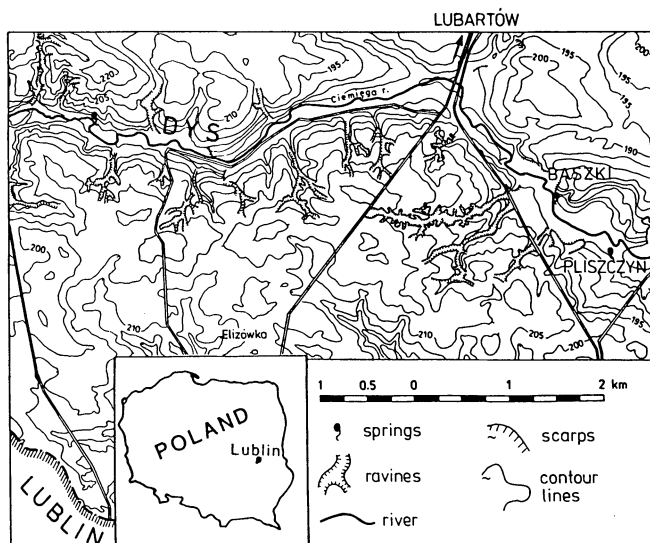 LUBARTÓW
200
195
220
205
195
210
Ciemięga r.
DYS
190
BASZKI
PLISZCZYN
200
195
210
Elizówka
210
205
200
LUBLIN
POLAND
Lublin
1 0.5 0 1 2 km
springs
scarps
ravines
contour lines
river